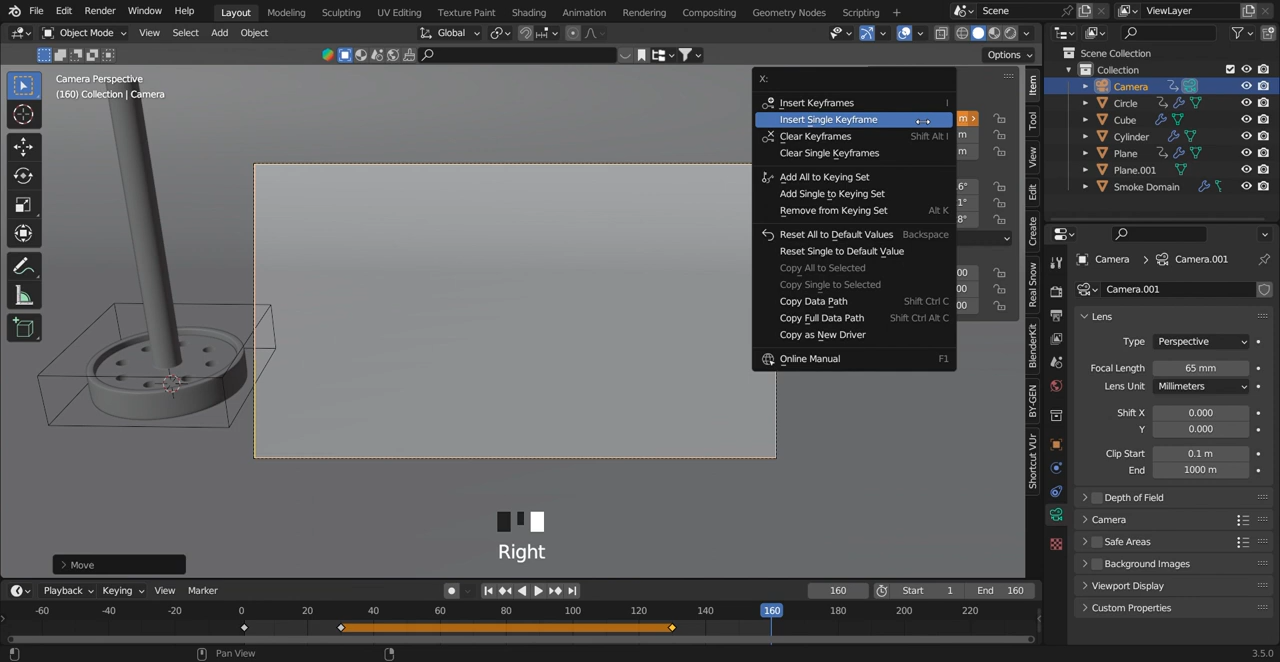 File Edit Render Window Help Layout Modeling Sculpting UV Editing Texture Paint Shading Animation Rendering Compositing Geometry Nodes Scripting + Scene ViewLayer
Object Mode View Select Add Object Global
Options
Camera Perspective
(160) Collection | Camera
X:
Insert Keyframes I
Insert Single Keyframe
Clear Keyframes Shift Alt I
Clear Single Keyframes
Add All to Keying Set
Add Single to Keying Set
Remove from Keying Set Alt K
Reset All to Default Values Backspace
Reset Single to Default Value
Copy All to Selected
Copy Single to Selected
Copy Data Path Shift Ctrl C
Copy Full Data Path Shift Ctrl Alt C
Copy as New Driver
Online Manual F1
m
m
m
.6°
1°
8°
00
00
00
Item
Tool
View
Edit
Create
Real Snow
BlenderKit
BY-GEN
Shortcut VUr
Scene Collection
Collection
Camera
Circle
Cube
Cylinder
Plane
Plane.001
Smoke Domain
Camera Camera.001
Camera.001
Lens
Type Perspective
Focal Length 65 mm
Lens Unit Millimeters
Shift X 0.000
Y 0.000
Clip Start 0.1 m
End 1000 m
Depth of Field
Camera
Safe Areas
Background Images
Viewport Display
Custom Properties
Right
Move
Playback Keying View Marker 160 Start 1 End 160
-60 -40 -20 0 20 40 60 80 100 120 140 160 180 200 220
Pan View 3.5.0